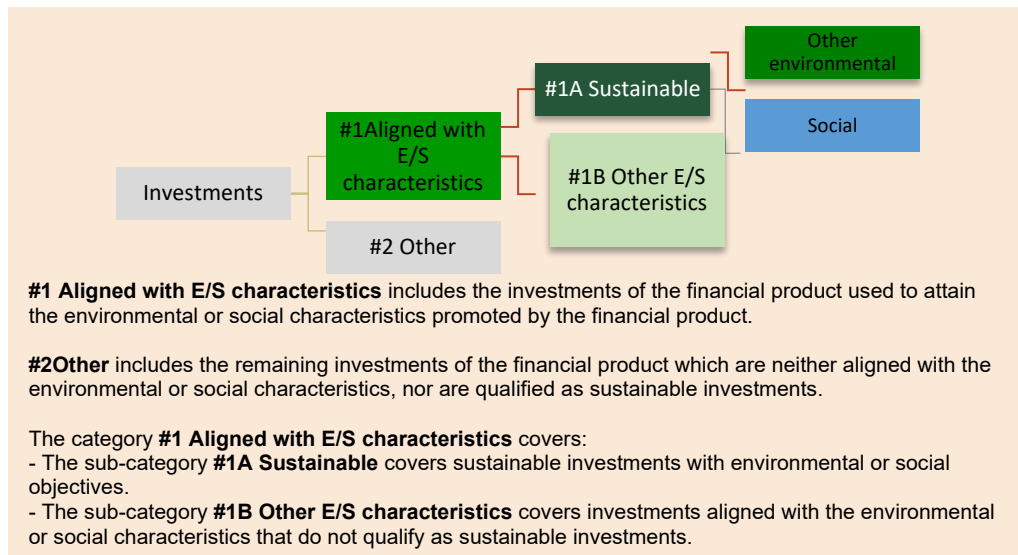 Other
environmental
#1A Sustainable
Social
#1Aligned with
E/S
characteristics
#1B Other E/S
characteristics
Investments
#2 Other
#1 Aligned with E/S characteristics includes the investments of the financial product used to attain
the environmental or social characteristics promoted by the financial product.
#2Other includes the remaining investments of the financial product which are neither aligned with the
environmental or social characteristics, nor are qualified as sustainable investments.
The category #1 Aligned with E/S characteristics covers:
- The sub-category #1A Sustainable covers sustainable investments with environmental or social
objectives.
- The sub-category #1B Other E/S characteristics covers investments aligned with the environmental
or social characteristics that do not qualify as sustainable investments.